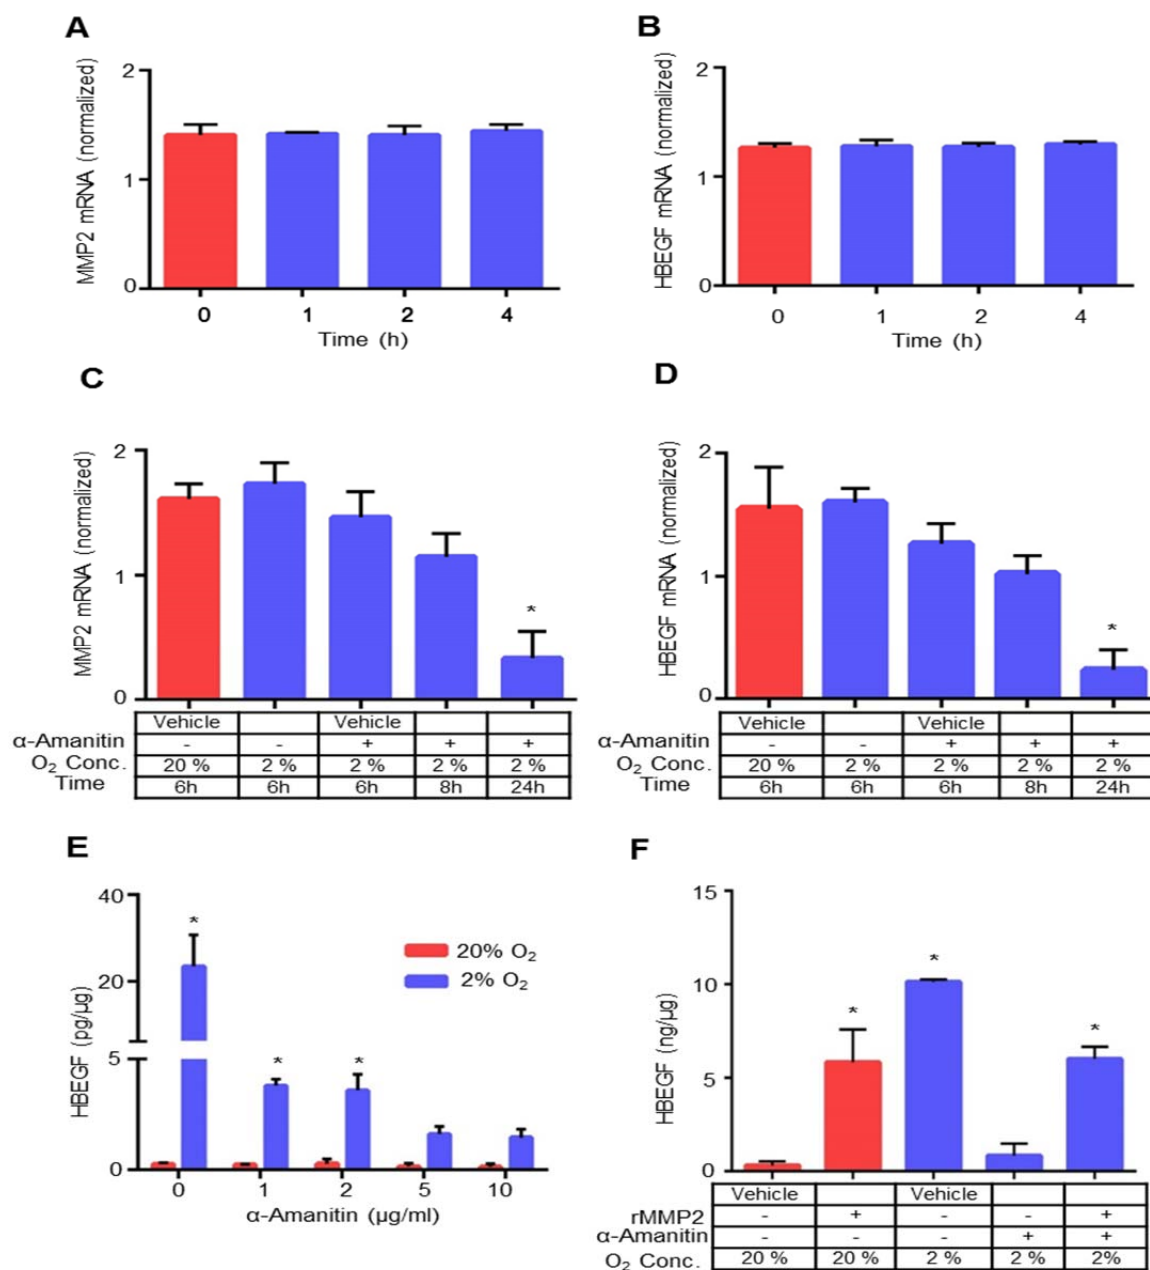 A
B
MMP2 mRNA (normalized)
2
1
0
0 1 2 4
Time (h)
HBEGF mRNA (normalized)
2
1
0
0 1 2 4
Time (h)
C
D
MMP2 mRNA (normalized)
2
1
0
*
Vehicle Vehicle
α-Amanitin - - + + +
O₂ Conc. 20 % 2 % 2 % 2 % 2 %
Time 6h 6h 6h 8h 24h
HBEGF mRNA (normalized)
2
1
0
*
Vehicle Vehicle
α-Amanitin - - + + +
O₂ Conc. 20 % 2 % 2 % 2 % 2 %
Time 6h 6h 6h 8h 24h
E
F
HBEGF (pg/µg)
40
20
5
0
* * *
20% O₂
2% O₂
0 1 2 5 10
α-Amanitin (µg/ml)
HBEGF (ng/µg)
15
10
5
0
* * *
Vehicle Vehicle
rMMP2 - + - - +
α-Amanitin - - - + +
O₂ Conc. 20 % 20 % 2 % 2 % 2%